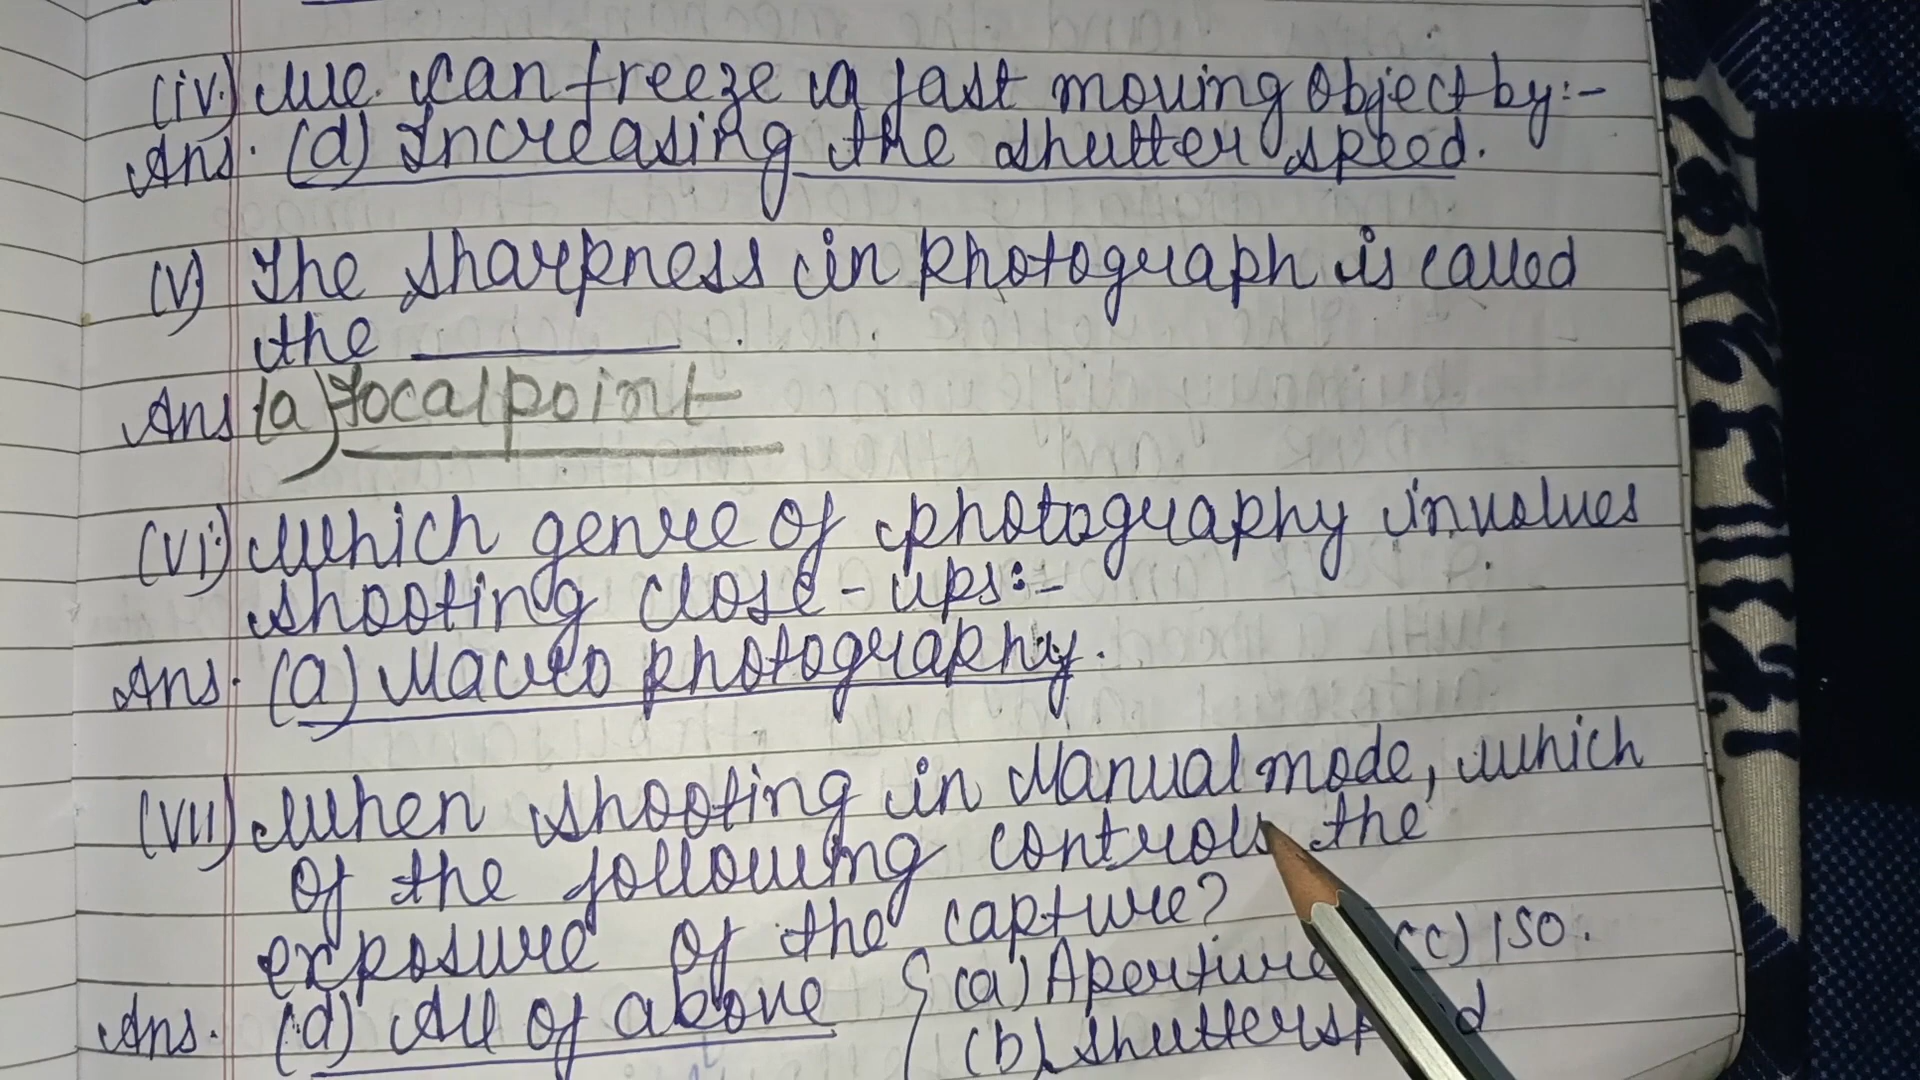 (iv.) We can freeze a fast moving object by:-
Ans. (d) Increasing the shutter speed.
(v) The sharpness in photograph is called
the ________.
Ans (a) Focal point
(vi) Which genre of photography involves
shooting close-ups:-
Ans. (a) Macro photography.
(vii) When shooting in Manual mode, which
of the following controls the
exposure of the capture?
Ans. (d) All of above { (a) Aperture (c) ISO.
(b) Shutterspeed